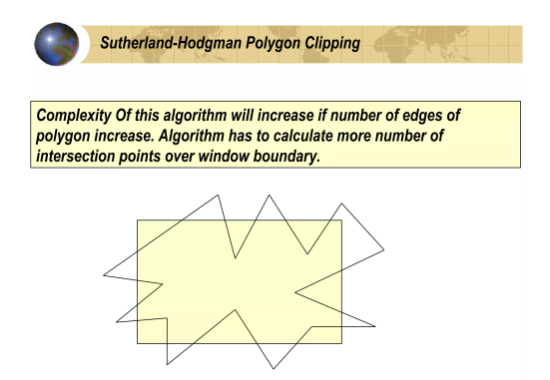 Sutherland-Hodgman Polygon Clipping
Complexity Of this algorithm will increase if number of edges of
polygon increase. Algorithm has to calculate more number of
intersection points over window boundary.